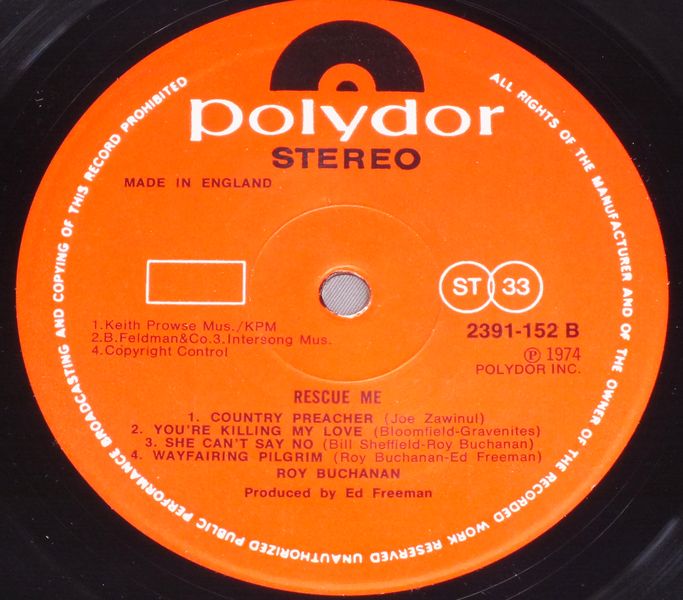 polydor
STEREO
MADE IN ENGLAND
ALL RIGHTS OF THE MANUFACTURER AND OF THE OWNER OF THE RECORDED WORK RESERVED UNAUTHORIZED PUBLIC PERFORMANCE BROADCASTING AND COPYING OF THIS RECORD PROHIBITED
ST 33
1.Keith Prowse Mus./KPM
2.B.Feldman&Co.3.Intersong Mus.
4.Copyright Control
2391-152 B
℗ 1974
POLYDOR INC.
RESCUE ME
1. COUNTRY PREACHER (Joe Zawinul)
2. YOU'RE KILLING MY LOVE (Bloomfield-Gravenites)
3. SHE CAN'T SAY NO (Bill Sheffield-Roy Buchanan)
4. WAYFAIRING PILGRIM (Roy Buchanan-Ed Freeman)
ROY BUCHANAN
Produced by Ed Freeman